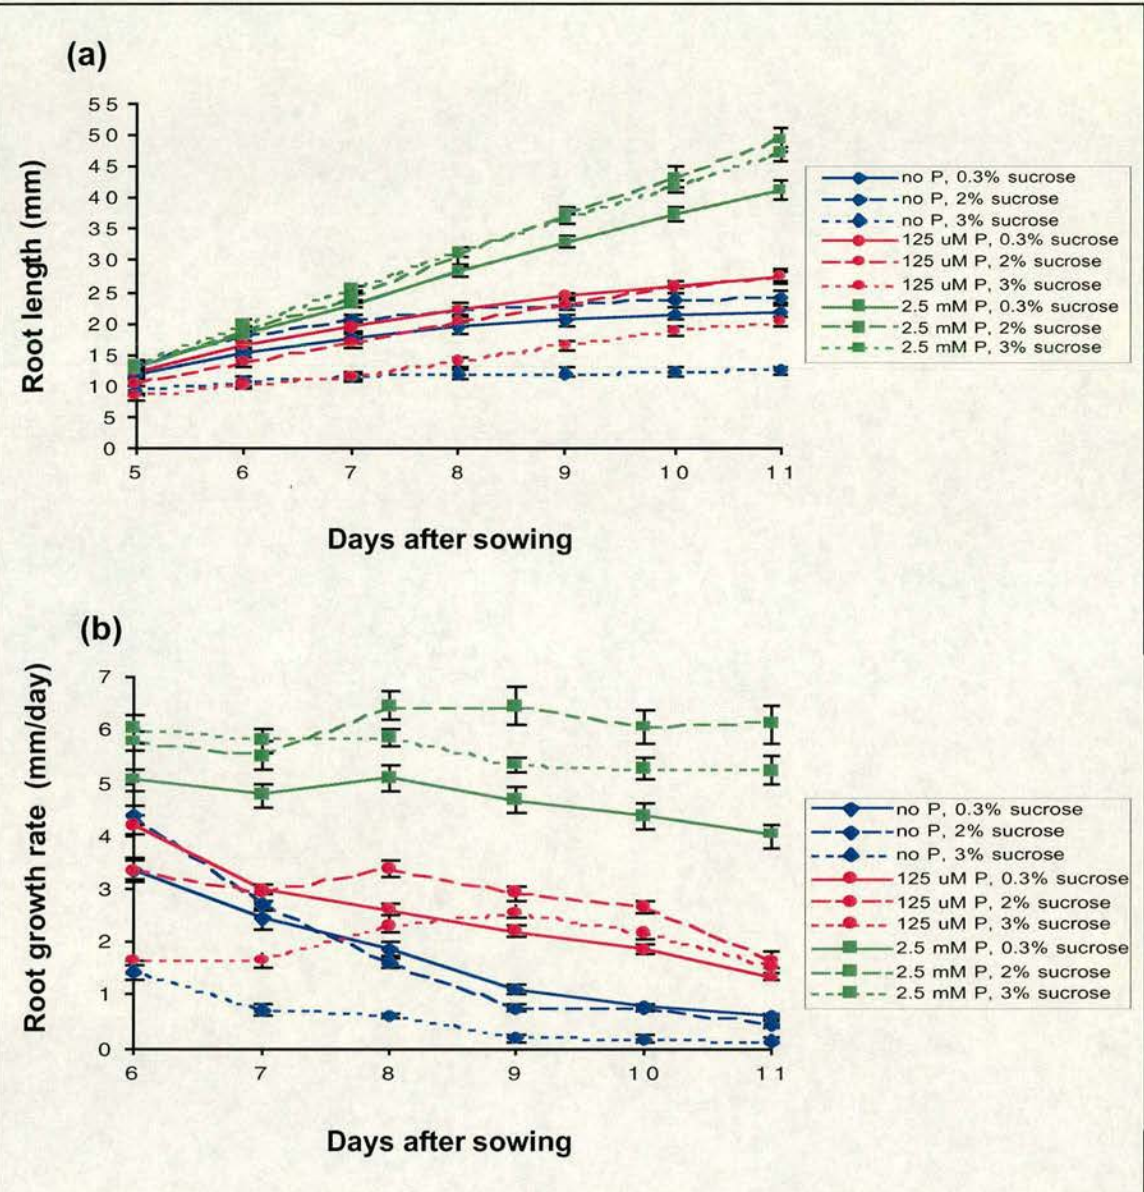 (a)
Root length (mm)
55
50
45
40
35
30
25
20
15
10
5
0
5 6 7 8 9 10 11
Days after sowing
no P, 0.3% sucrose
no P, 2% sucrose
no P, 3% sucrose
125 uM P, 0.3% sucrose
125 uM P, 2% sucrose
125 uM P, 3% sucrose
2.5 mM P, 0.3% sucrose
2.5 mM P, 2% sucrose
2.5 mM P, 3% sucrose
(b)
Root growth rate (mm/day)
7
6
5
4
3
2
1
0
6 7 8 9 10 11
Days after sowing
no P, 0.3% sucrose
no P, 2% sucrose
no P, 3% sucrose
125 uM P, 0.3% sucrose
125 uM P, 2% sucrose
125 uM P, 3% sucrose
2.5 mM P, 0.3% sucrose
2.5 mM P, 2% sucrose
2.5 mM P, 3% sucrose